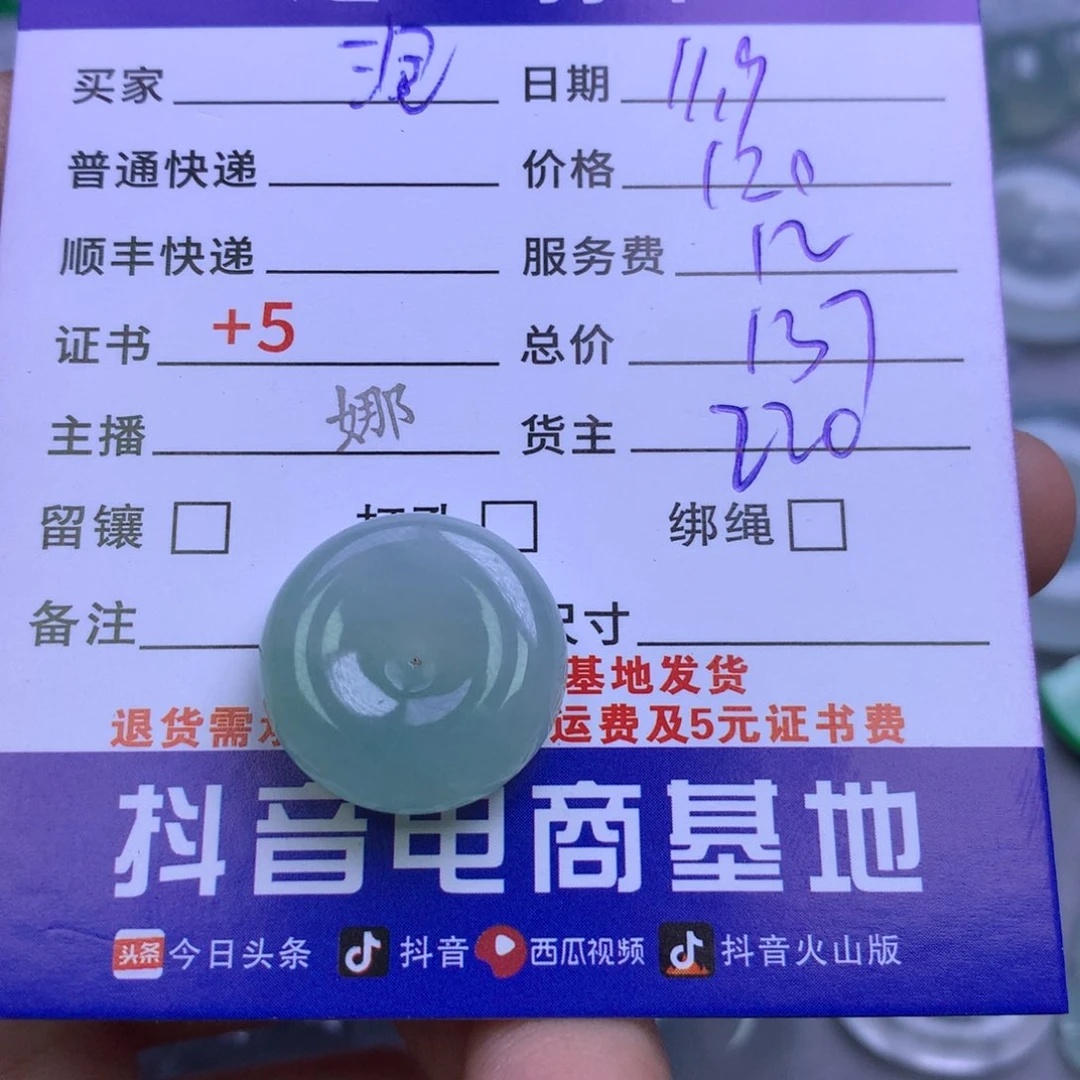 买家 日期 11.9
普通快递 价格 120
顺丰快递 服务费 12
证书 +5 总价 137
主播 娜 货主 220
留镶 绑绳
备注 尺寸
基地发货
退货需 运费及5元证书费
抖音电商基地
头条 今日头条 抖音 西瓜视频 抖音火山版